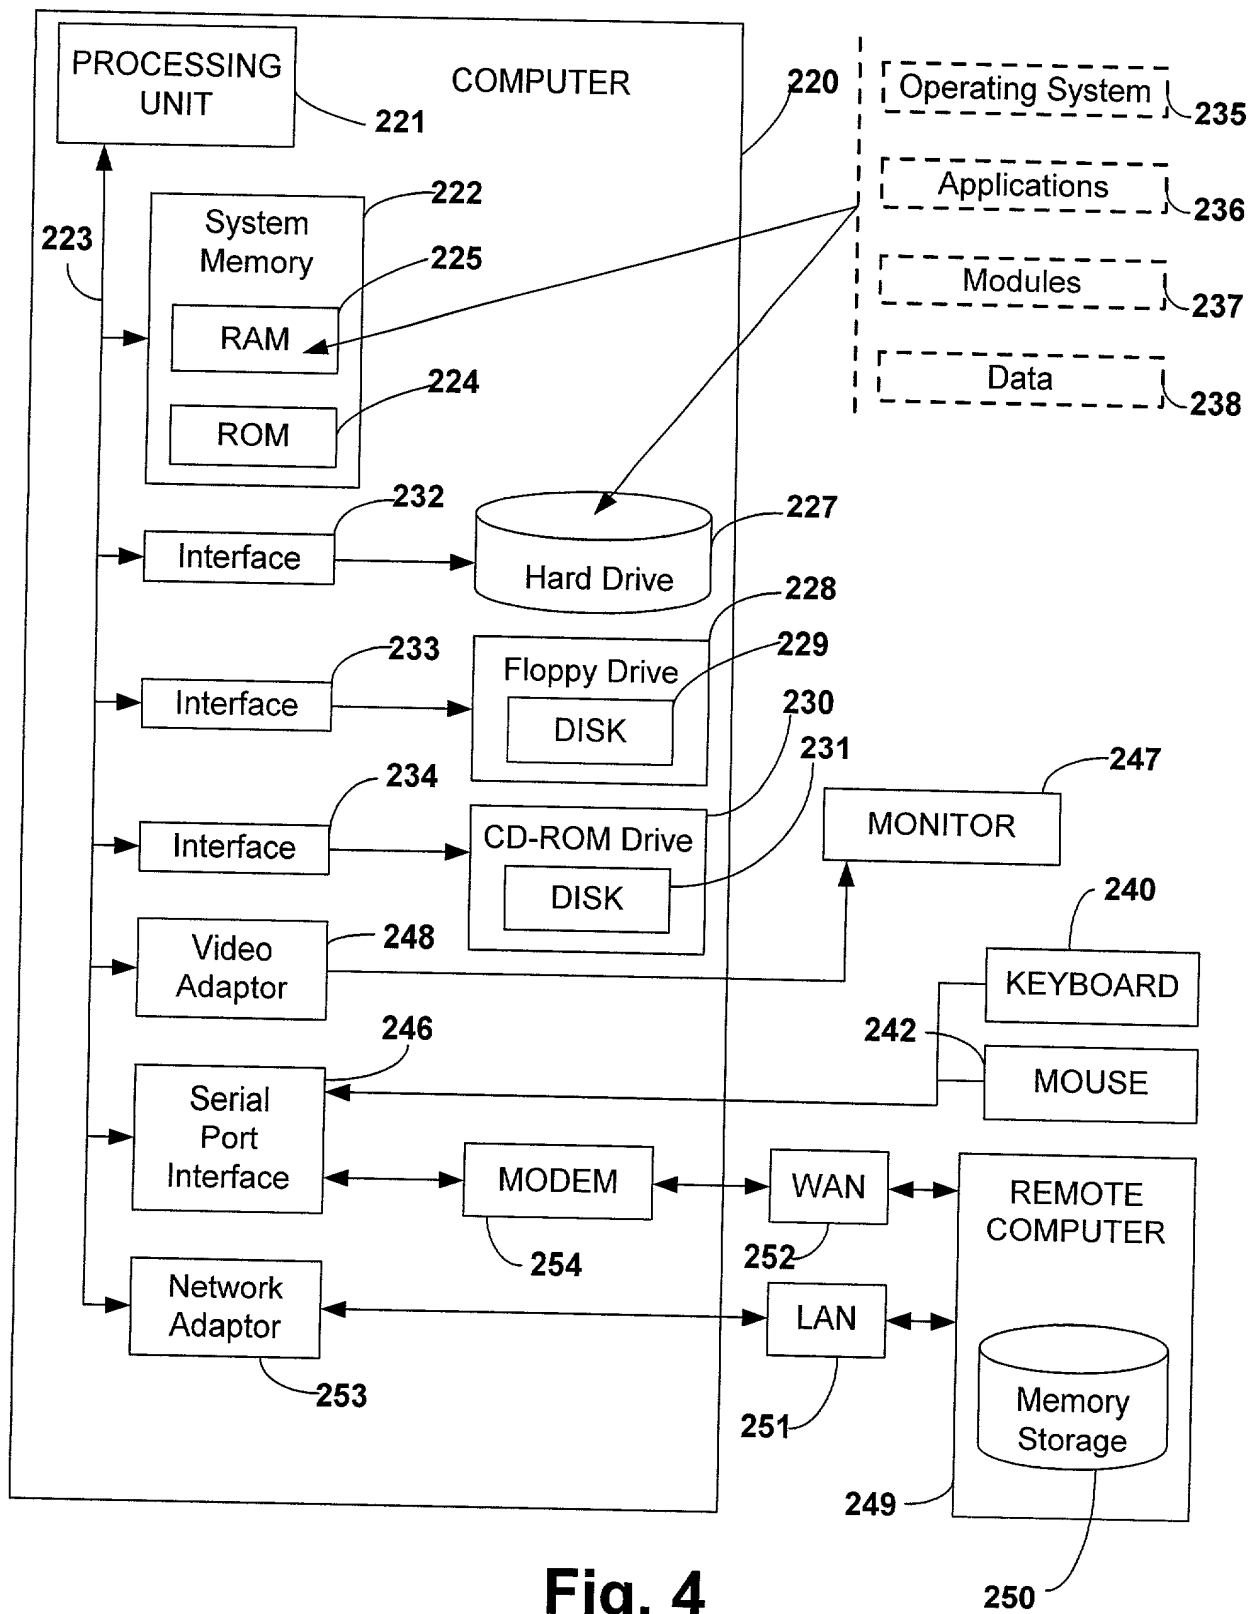 PROCESSING
UNIT
221
COMPUTER
220
Operating System
235
Applications
236
Modules
237
Data
238
223
System
Memory
222
RAM
225
ROM
224
Interface
232
Hard Drive
227
Interface
233
Floppy Drive
228
DISK
229
Interface
234
CD-ROM Drive
230
DISK
231
MONITOR
247
Video
Adaptor
248
KEYBOARD
240
MOUSE
242
Serial
Port
Interface
246
MODEM
254
WAN
252
REMOTE
COMPUTER
249
Network
Adaptor
253
LAN
251
Memory
Storage
250
Fig. 4